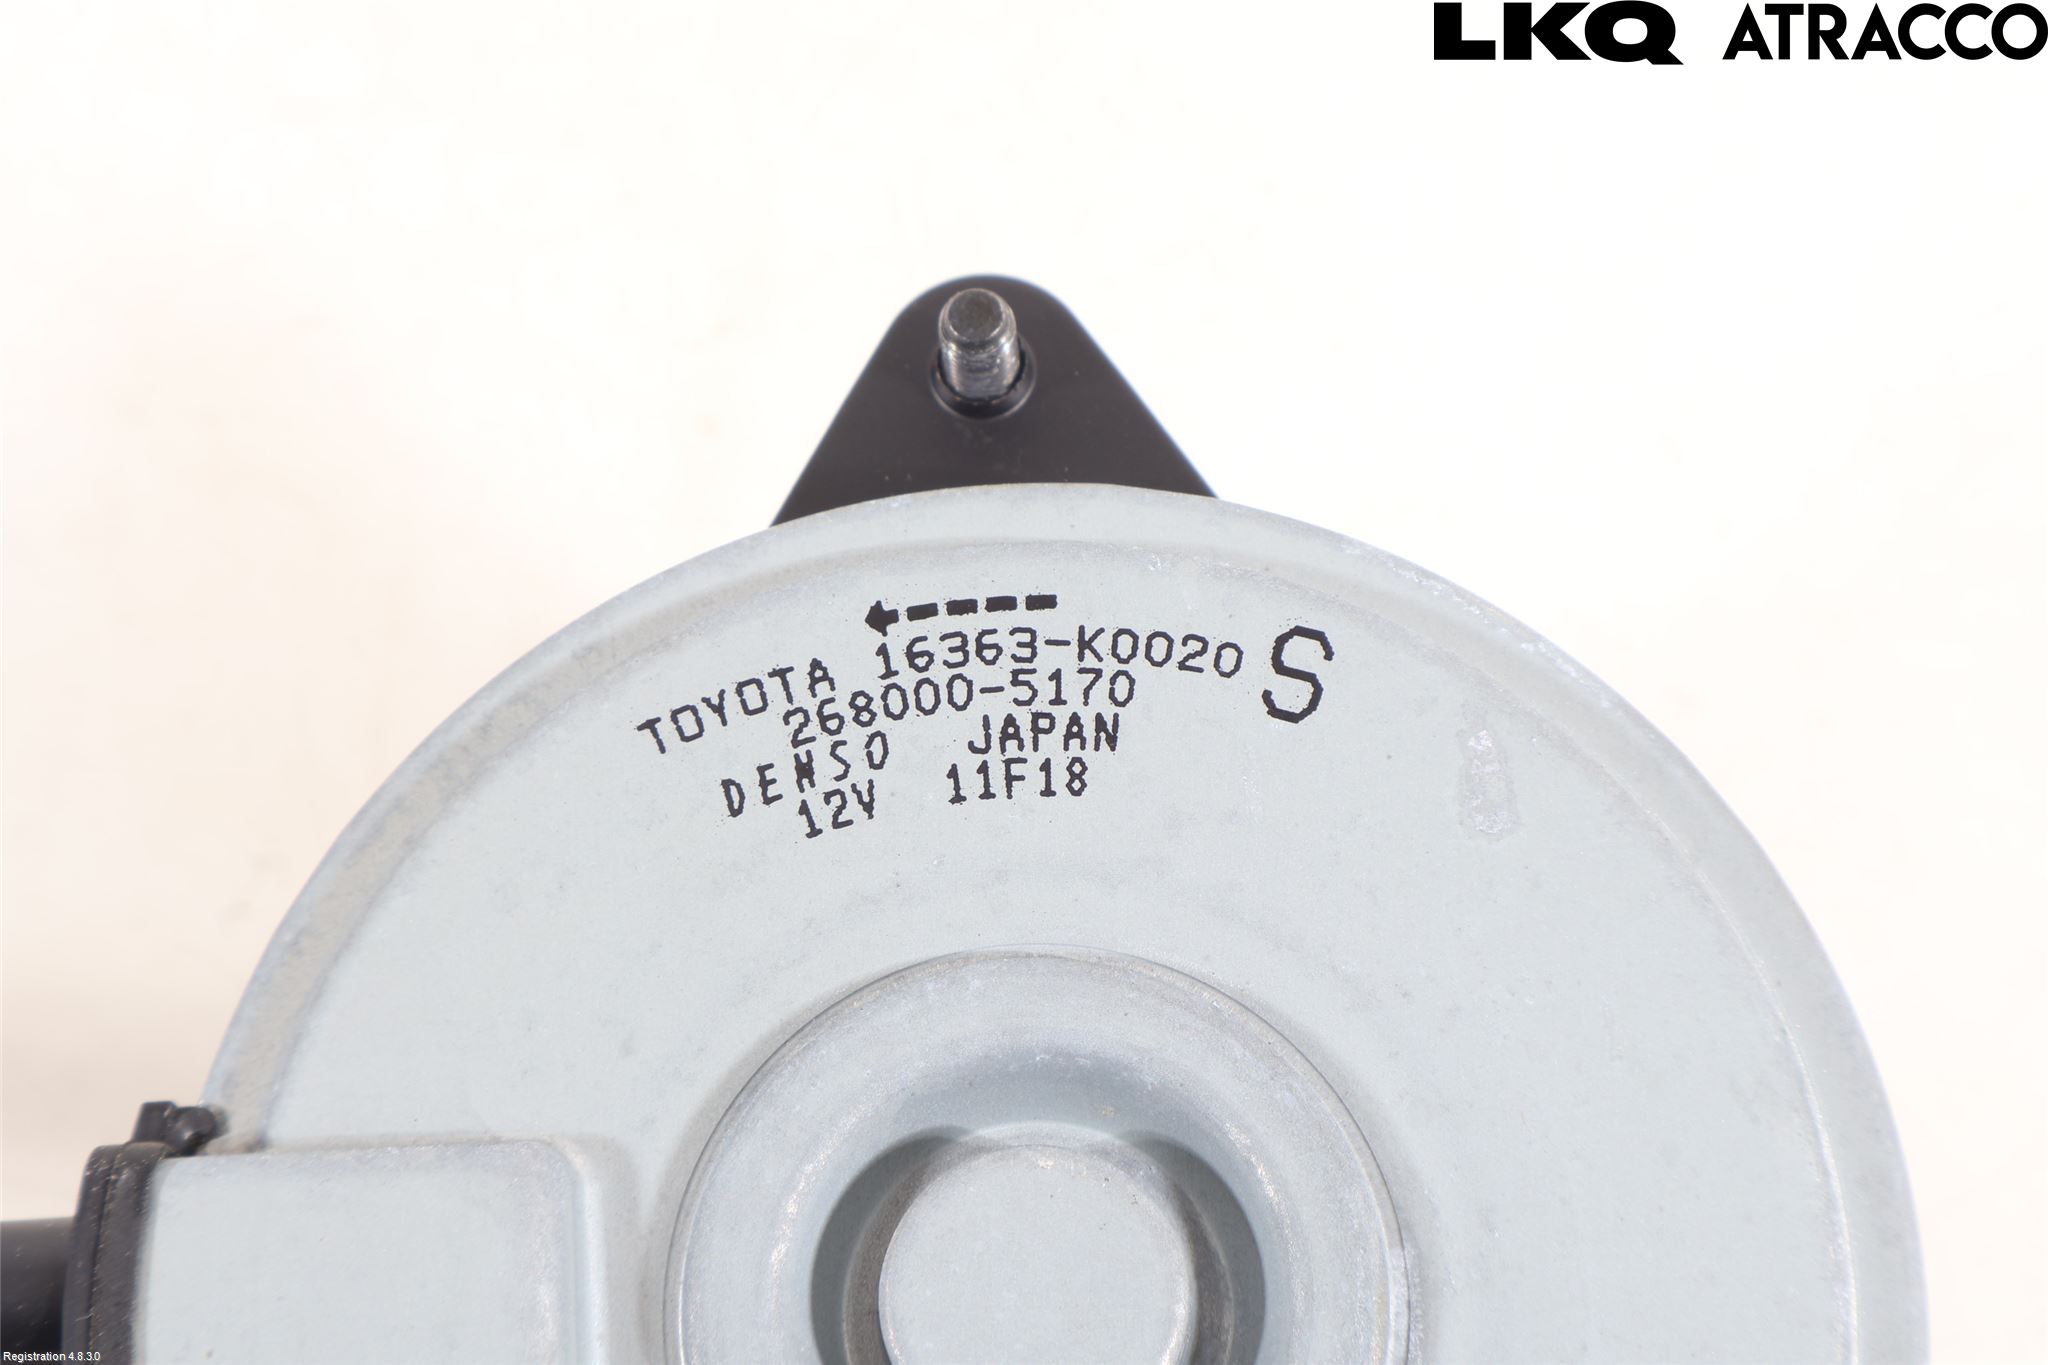 LKQ ATRACCO
TOYOTA 16363-K0020 S
268000-5170
DENSO JAPAN
12V 11F18
Registration 4.8.3.0